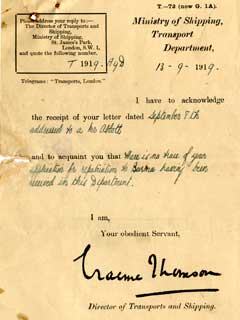 T.—73 (now G. 1A).
Please address your reply to—
The Director of Transports and
Shipping,
Ministry of Shipping,
St. James's Park,
London, S.W. 1,
and quote the following number.
T 1919
Telegrams: "Transports, London."
Ministry of Shipping,
Transport
Department,
13-9-1919.
I have to acknowledge
the receipt of your letter dated September 8th
addressed to a Mr Abbott
and to acquaint you that there is no trace of your
application for repatriation to Burma having been
received in this Department.
I am,
Your obedient Servant,
Graeme Thomson
Director of Transports and Shipping.